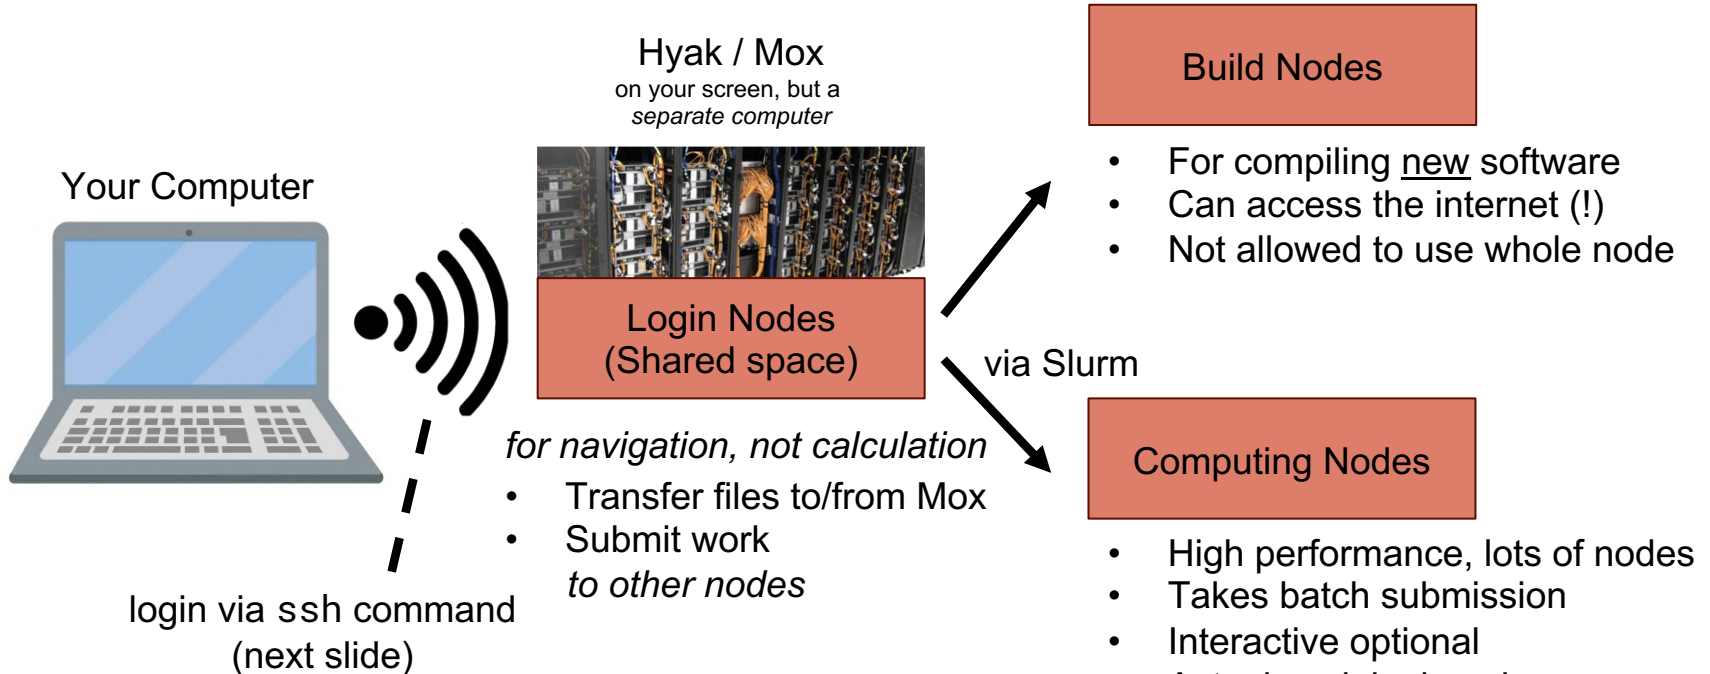 Hyak / Mox
on your screen, but a
separate computer
Your Computer
Login Nodes
(Shared space)
for navigation, not calculation
• Transfer files to/from Mox
• Submit work
to other nodes
login via ssh command
(next slide)
via Slurm
Build Nodes
• For compiling new software
• Can access the internet (!)
• Not allowed to use whole node
Computing Nodes
• High performance, lots of nodes
• Takes batch submission
• Interactive optional